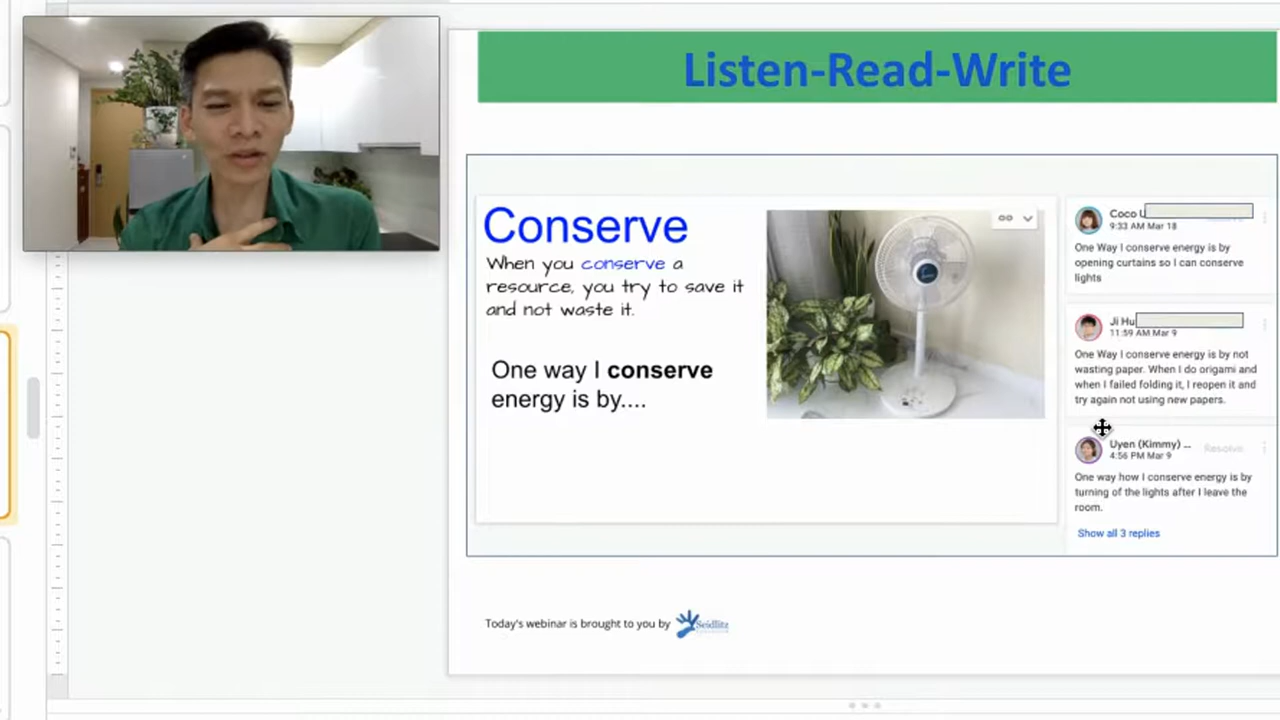 Listen-Read-Write
Conserve
When you conserve a
resource, you try to save it
and not waste it.
One way I conserve
energy is by....
Coco U
9:33 AM Mar 18
One Way I conserve energy is by
opening curtains so I can conserve
lights
Ji Hu
11:59 AM Mar 9
One Way I conserve energy is by not
wasting paper. When I do origami and
when I failed folding it, I reopen it and
try again not using new papers.
Uyen (Kimmy) ... Resolve
4:56 PM Mar 9
One way how I conserve energy is by
turning of the lights after I leave the
room.
Show all 3 replies
Today's webinar is brought to you by Seidlitz